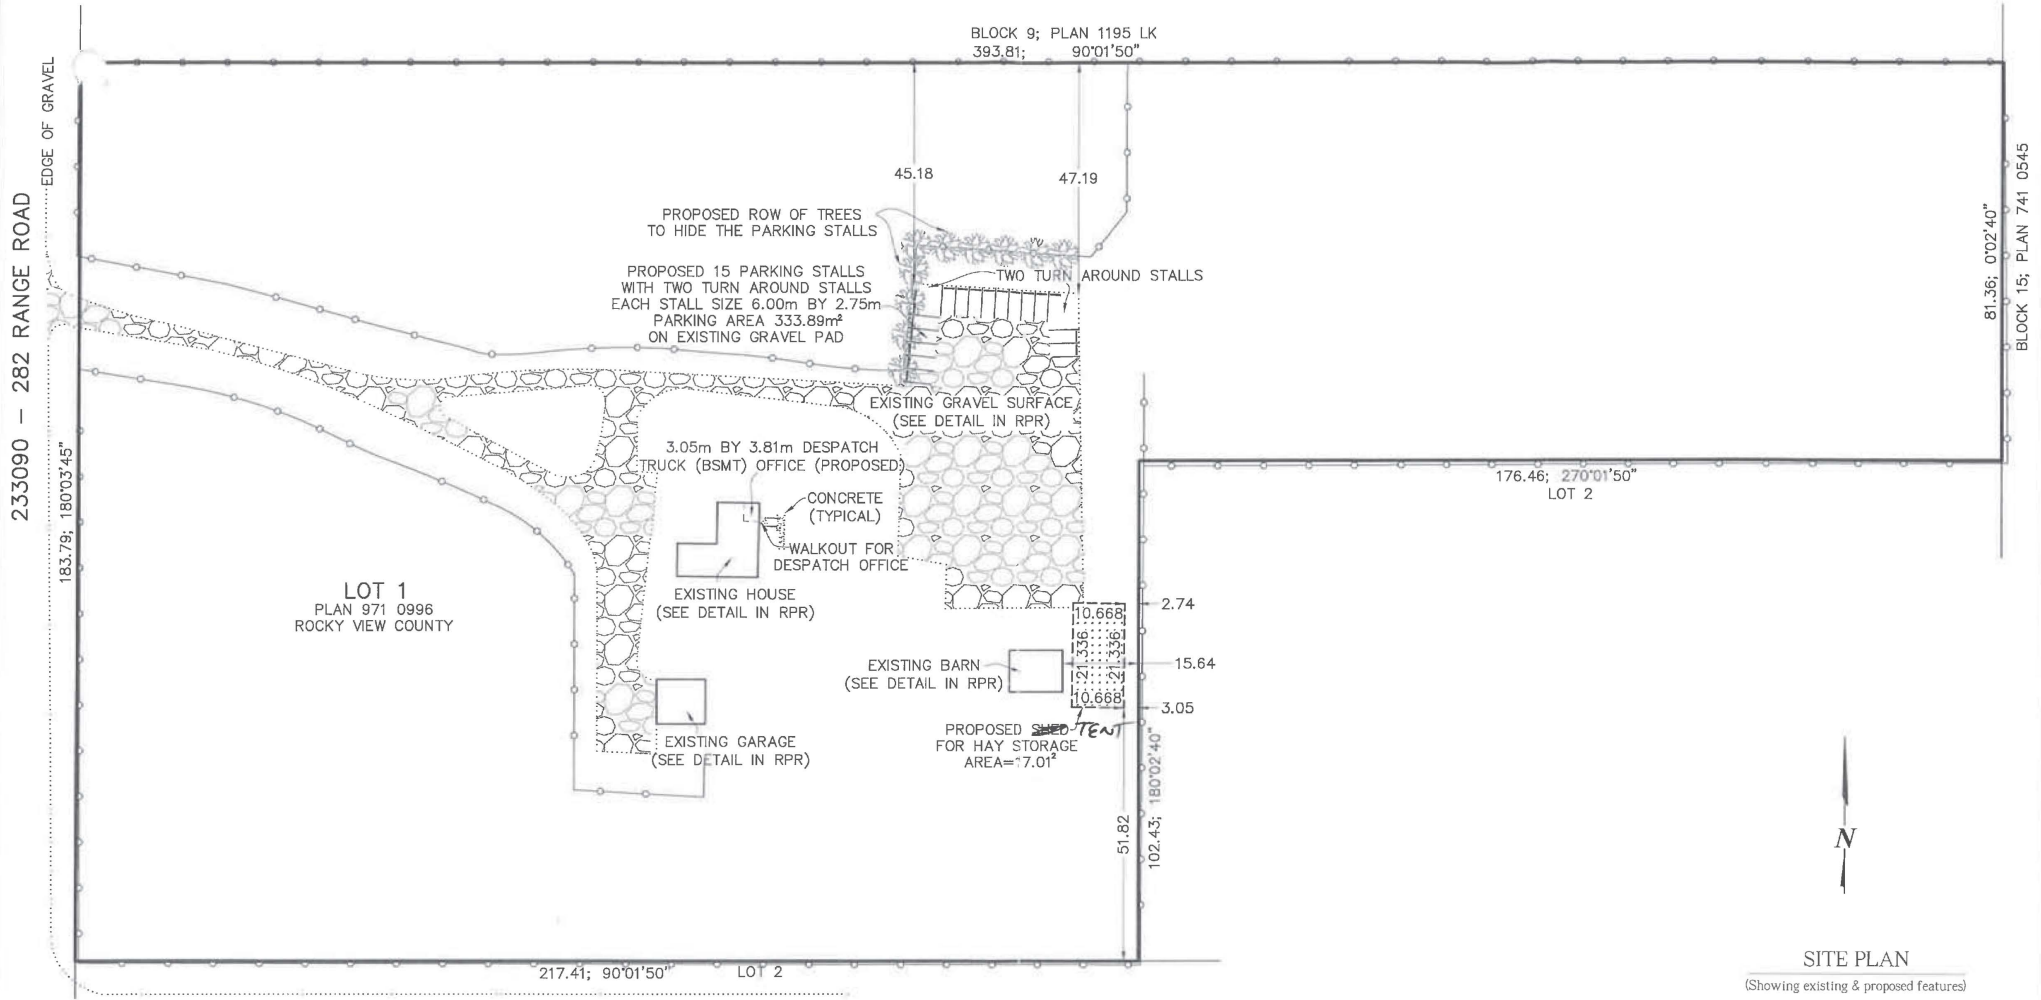 BLOCK 9; PLAN 1195 LK
393.81; 90°01'50"
EDGE OF GRAVEL
233090 - 282 RANGE ROAD
183.79; 180°03'45"
45.18
47.19
PROPOSED ROW OF TREES
TO HIDE THE PARKING STALLS
PROPOSED 15 PARKING STALLS
WITH TWO TURN AROUND STALLS
EACH STALL SIZE 6.00m BY 2.75m
PARKING AREA 333.89m²
ON EXISTING GRAVEL PAD
TWO TURN AROUND STALLS
81.36; 0°02'40"
BLOCK 15; PLAN 741 0545
EXISTING GRAVEL SURFACE
(SEE DETAIL IN RPR)
3.05m BY 3.81m DESPATCH
TRUCK (BSMT) OFFICE (PROPOSED)
CONCRETE
(TYPICAL)
L
WALKOUT FOR
DESPATCH OFFICE
176.46; 270°01'50"
LOT 2
LOT 1
PLAN 971 0996
ROCKY VIEW COUNTY
EXISTING HOUSE
(SEE DETAIL IN RPR)
10.668
2.74
21.336
21.336
15.64
EXISTING BARN
(SEE DETAIL IN RPR)
10.668
3.05
PROPOSED SHED TENT
FOR HAY STORAGE
AREA= 7.01²
EXISTING GARAGE
(SEE DETAIL IN RPR)
51.82
102.43; 180°02'40"
N
217.41; 90°01'50"
LOT 2
SITE PLAN
(Showing existing & proposed features)